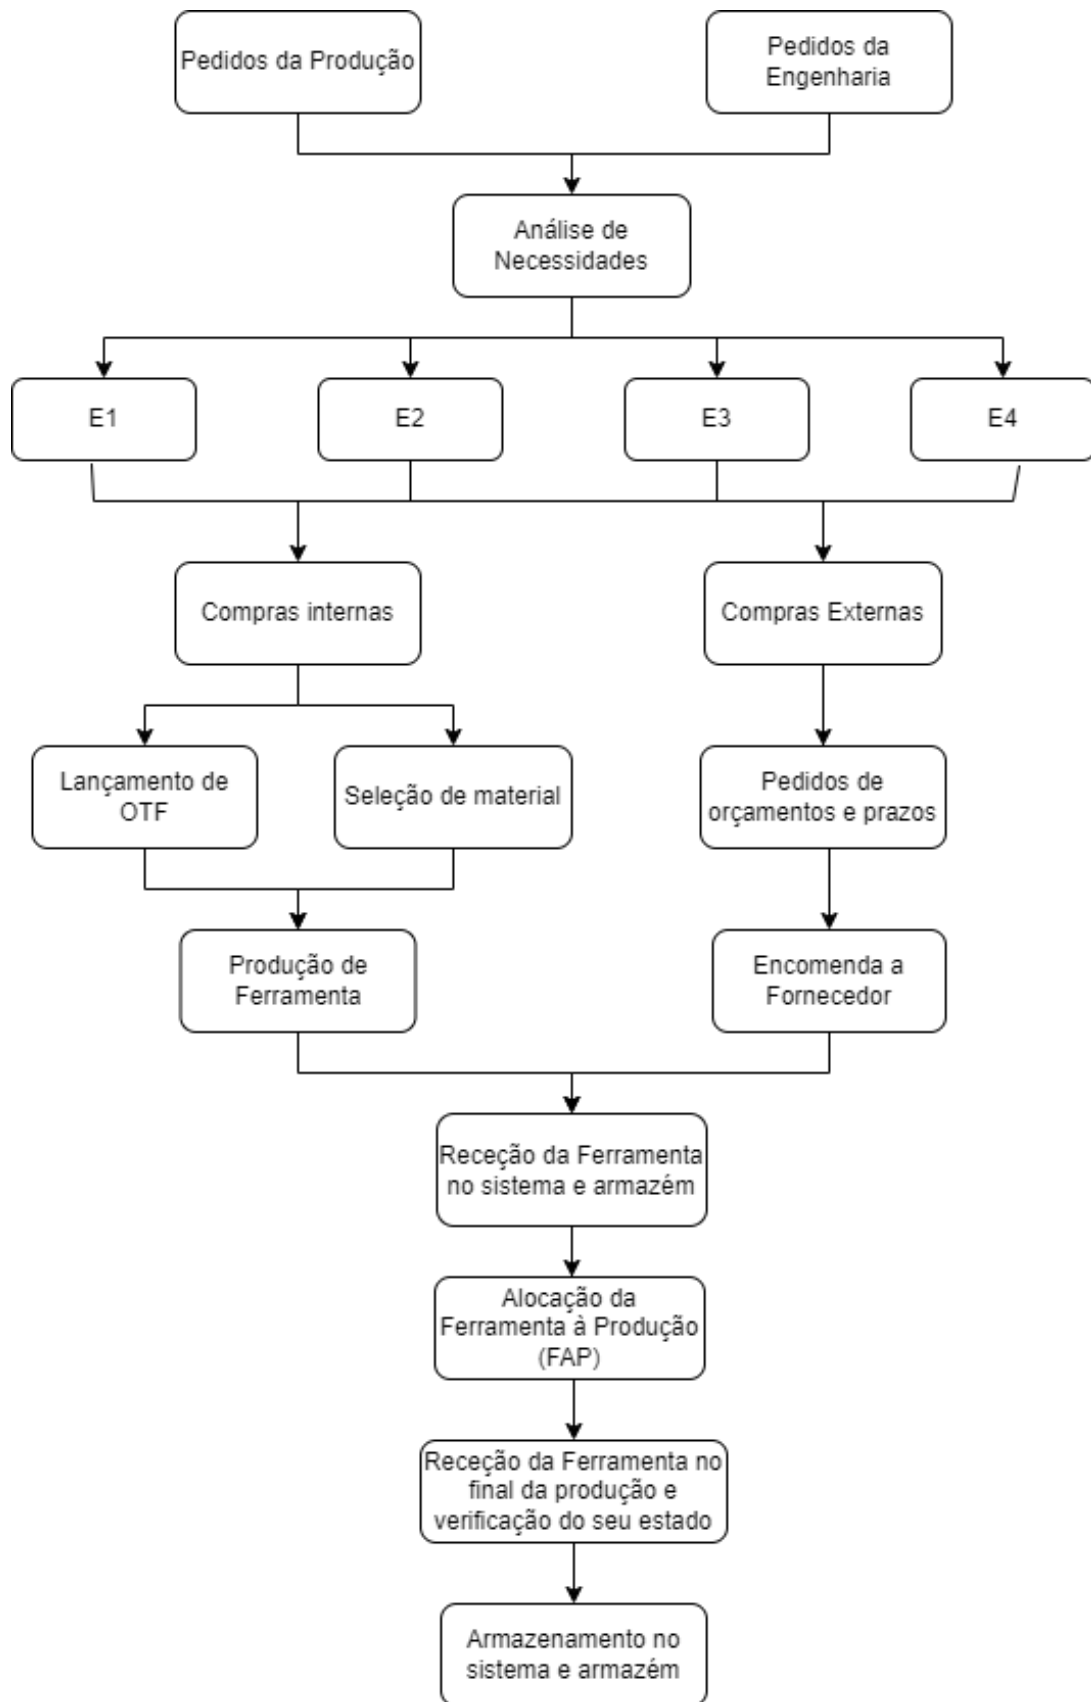 Pedidos da Produção
Pedidos da
Engenharia
Análise de
Necessidades
E1
E2
E3
E4
Compras internas
Compras Externas
Lançamento de
OTF
Seleção de material
Pedidos de
orçamentos e prazos
Produção de
Ferramenta
Encomenda a
Fornecedor
Receção da Ferramenta
no sistema e armazém
Alocação da
Ferramenta à Produção
(FAP)
Receção da Ferramenta no
final da produção e
verificação do seu estado
Armazenamento no
sistema e armazém